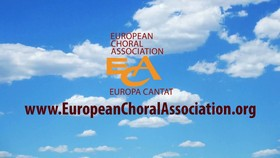 EUROPEAN
CHORAL
ASSOCIATION
ECA
EUROPA CANTAT
www.EuropeanChoralAssociation.org